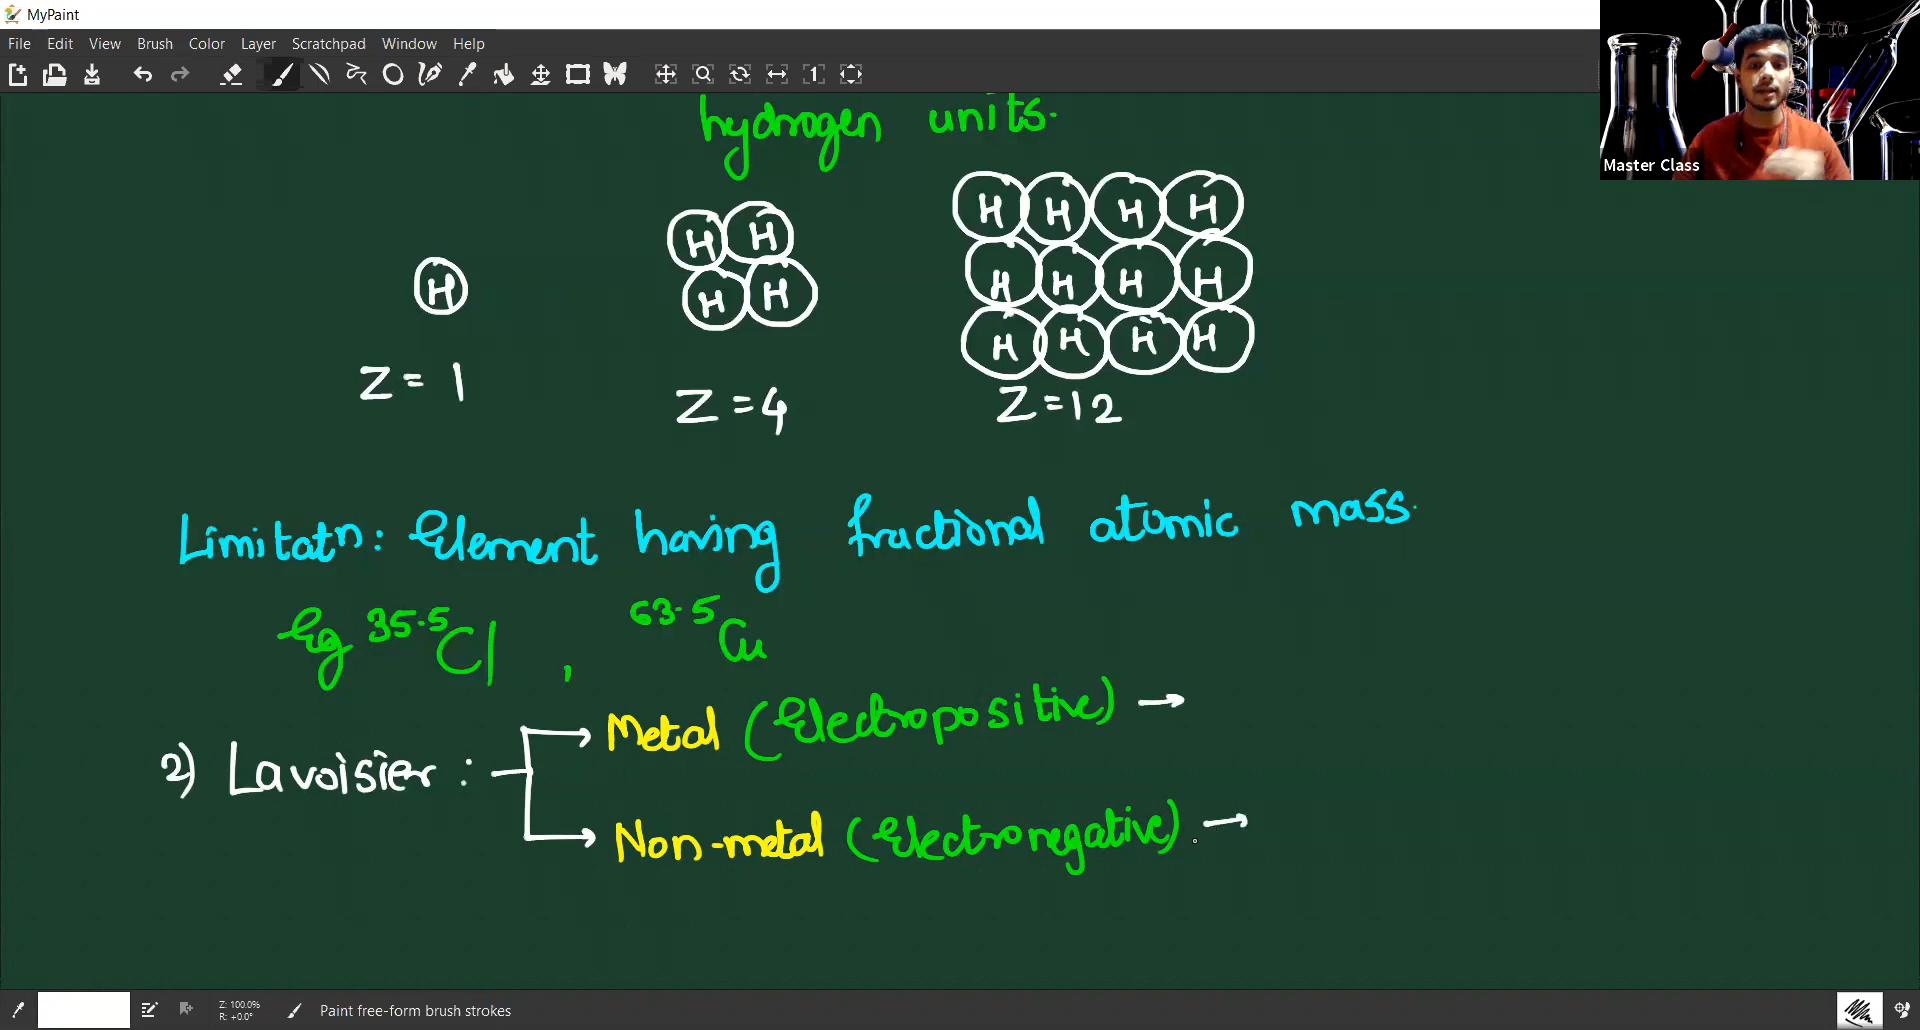 MyPaint
File Edit View Brush Color Layer Scratchpad Window Help
1
Master Class
hydrogen units.
H H H H
H H
H H H H
H
H H
H H H H
Z = 1
Z = 4
Z = 12
Limitatn: Element having fractional atomic mass.
Eg 35.5Cl , 63.5Cu
Metal (Electropositive) →
2) Lavoisier :
Non-metal (Electronegative) →
Z: 100.0%
R: +0.0°
Paint free-form brush strokes